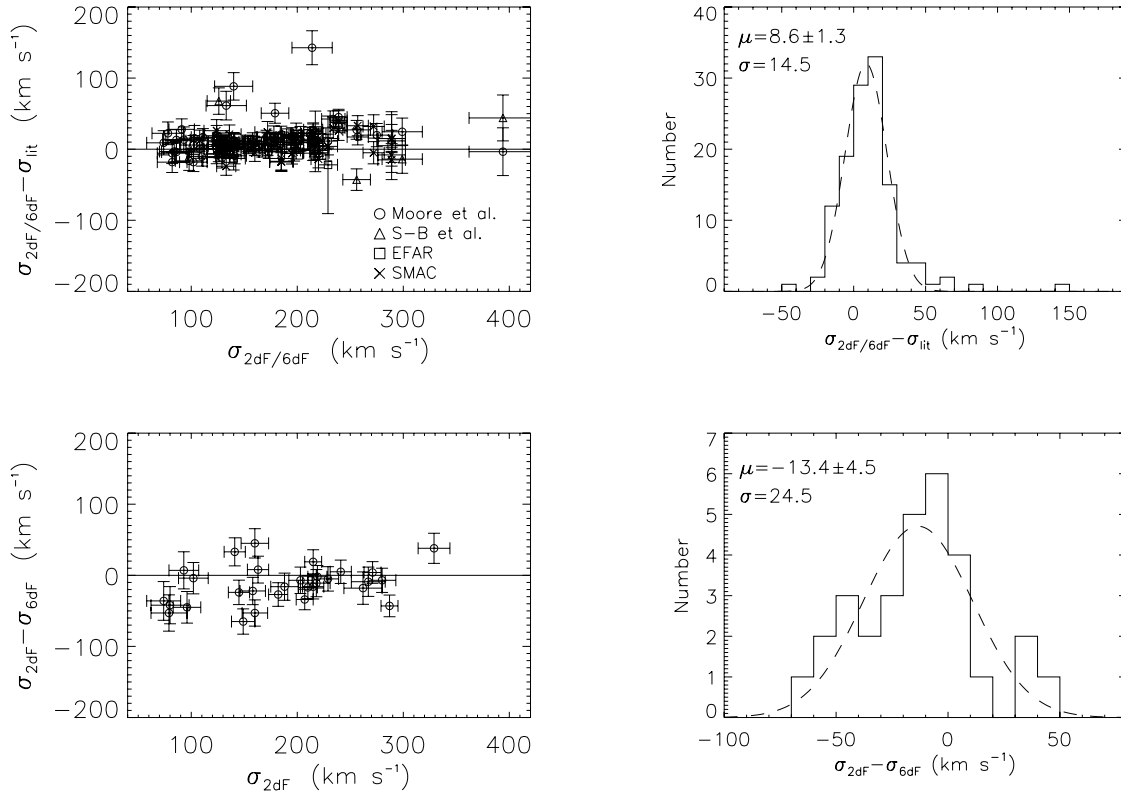 200
100
0
−100
−200
σ2dF/6dF−σlit (km s−1)
Moore et al.
S−B et al.
EFAR
SMAC
100 200 300 400
σ2dF/6dF (km s−1)
40
30
20
10
0
Number
μ=8.6±1.3
σ=14.5
−50 0 50 100 150
σ2dF/6dF−σlit (km s−1)
200
100
0
−100
−200
σ2dF−σ6dF (km s−1)
100 200 300 400
σ2dF (km s−1)
7
6
5
4
3
2
1
0
Number
μ=−13.4±4.5
σ=24.5
−100 −50 0 50
σ2dF−σ6dF (km s−1)